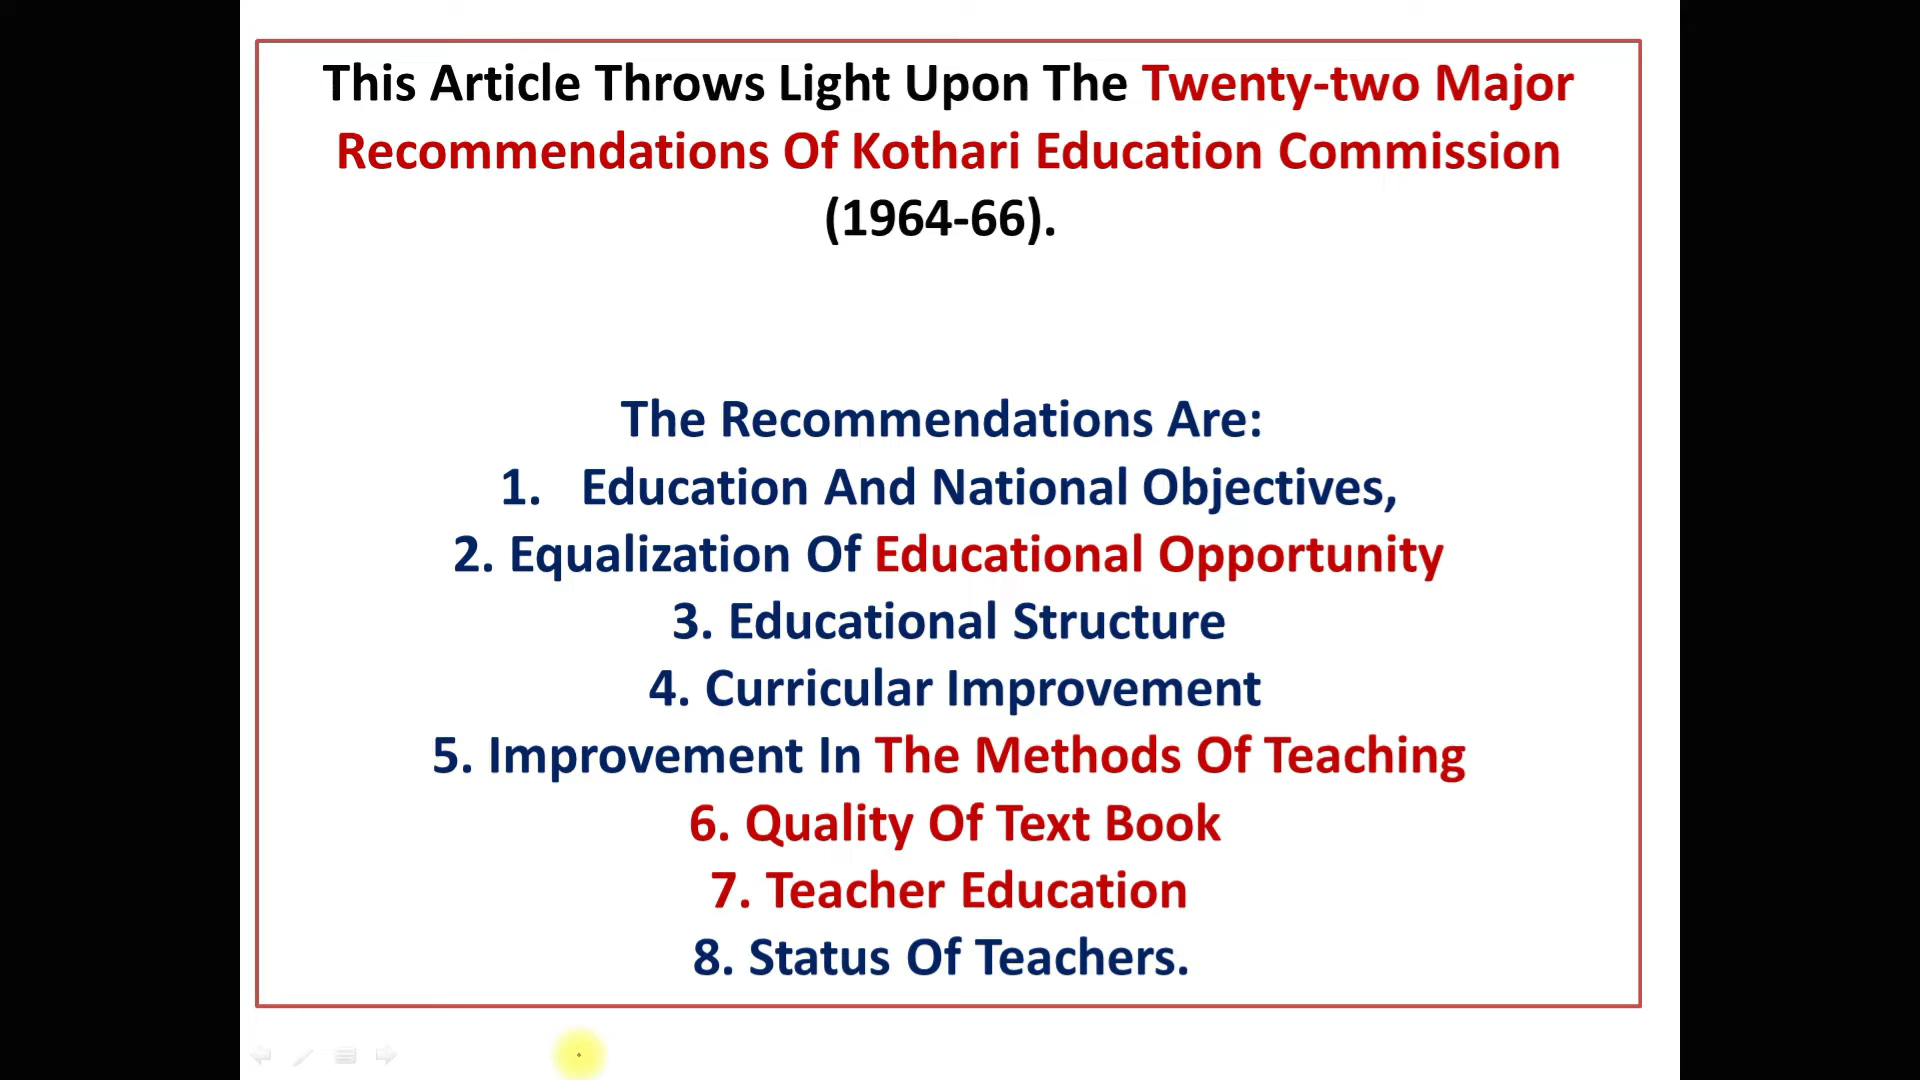 This Article Throws Light Upon The Twenty-two Major
Recommendations Of Kothari Education Commission
(1964-66).
The Recommendations Are:
1. Education And National Objectives,
2. Equalization Of Educational Opportunity
3. Educational Structure
4. Curricular Improvement
5. Improvement In The Methods Of Teaching
6. Quality Of Text Book
7. Teacher Education
8. Status Of Teachers.